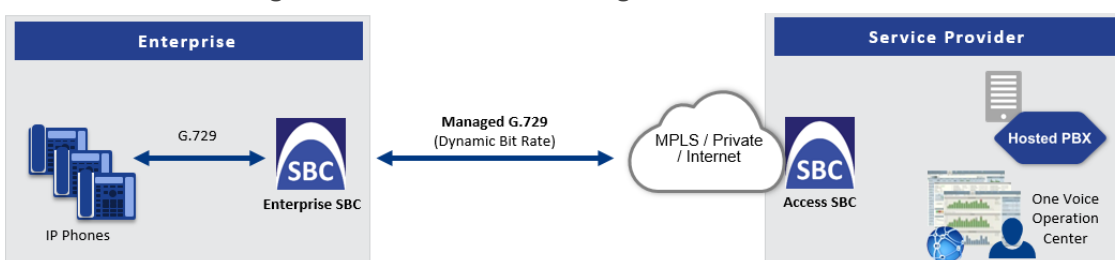 Enterprise
Service Provider
G.729
Managed G.729
(Dynamic Bit Rate)
MPLS / Private
/ Internet
Hosted PBX
SBC
SBC
Enterprise SBC
Access SBC
IP Phones
One Voice
Operation
Center